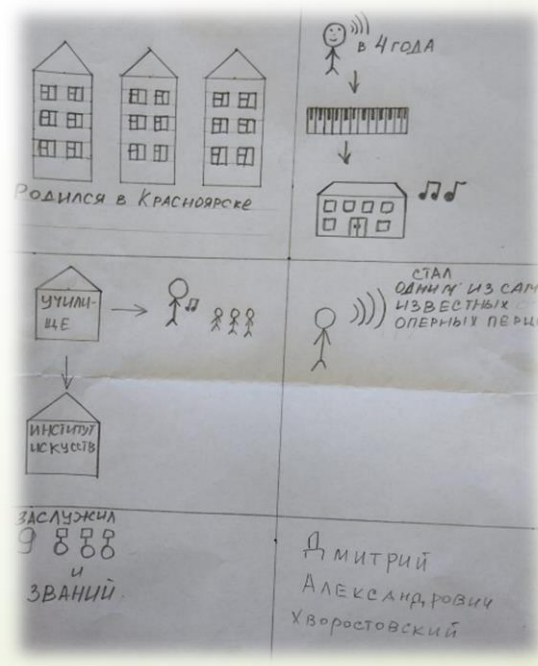 Родился в Красноярске
в 4 года
УЧИЛИ-
ЩЕ
ИНСТИТУТ
ИСКУССТВ
СТАЛ
ОДНИМ ИЗ САМ
ИЗВЕСТНЫХ
ОПЕРНЫХ ПЕВЦ
ЗАСЛУЖИЛ
И
ЗВАНИЙ
Дмитрий
Александрович
Хворостовский